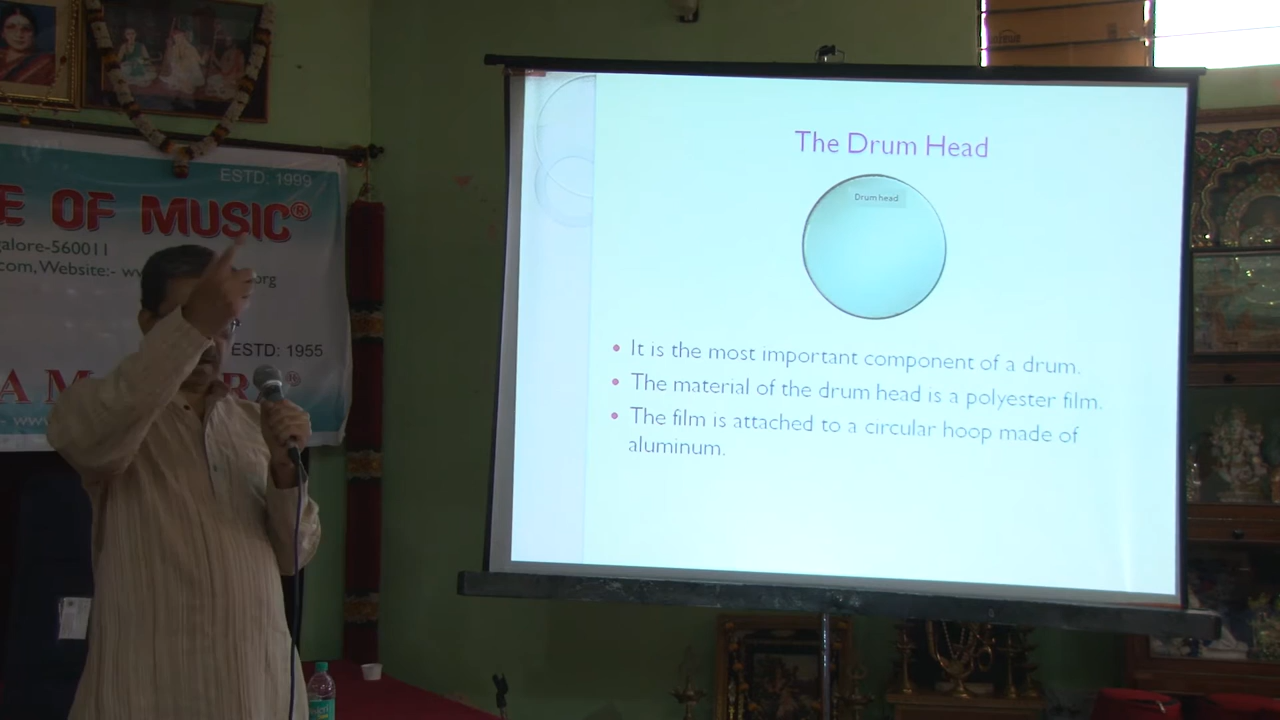 ESTD: 1999
E OF MUSIC®
galore-560011
.com, Website:- ww
org
ESTD: 1955
The Drum Head
Drum head
• It is the most important component of a drum.
• The material of the drum head is a polyester film.
• The film is attached to a circular hoop made of
aluminum.